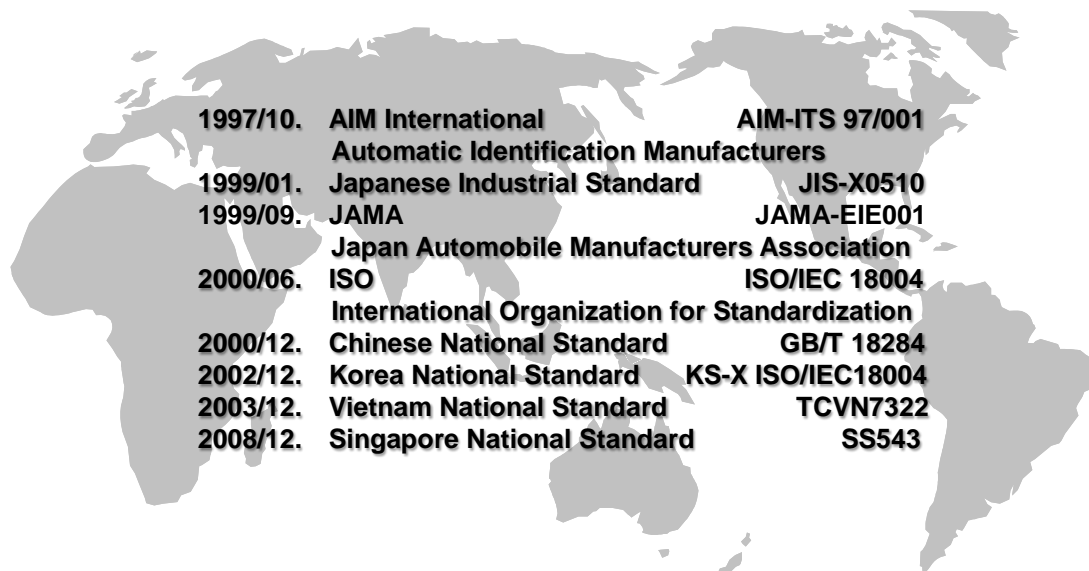 1997/10. AIM International AIM-ITS 97/001
Automatic Identification Manufacturers
1999/01. Japanese Industrial Standard JIS-X0510
1999/09. JAMA JAMA-EIE001
Japan Automobile Manufacturers Association
2000/06. ISO ISO/IEC 18004
International Organization for Standardization
2000/12. Chinese National Standard GB/T 18284
2002/12. Korea National Standard KS-X ISO/IEC18004
2003/12. Vietnam National Standard TCVN7322
2008/12. Singapore National Standard SS543